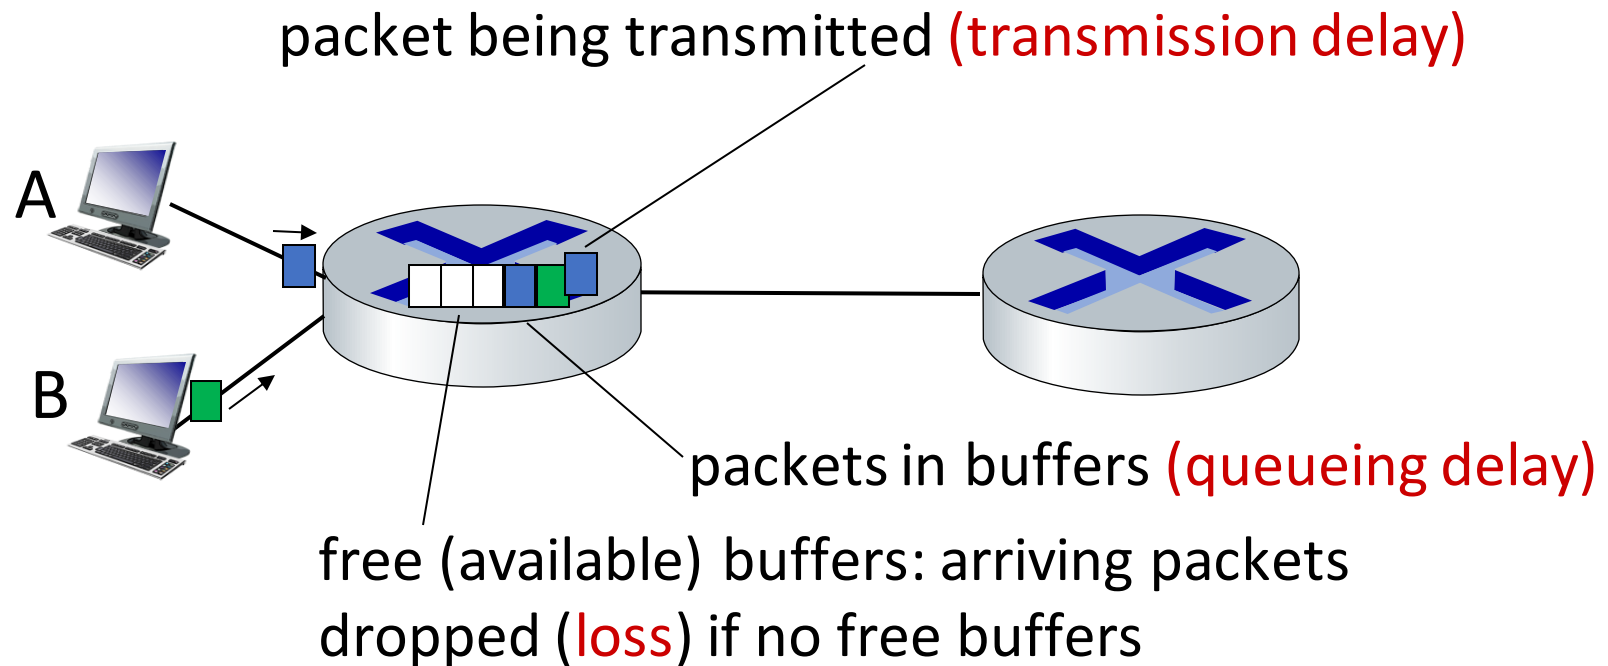 packet being transmitted (transmission delay)
A
B
packets in buffers (queueing delay)
free (available) buffers: arriving packets
dropped (loss) if no free buffers